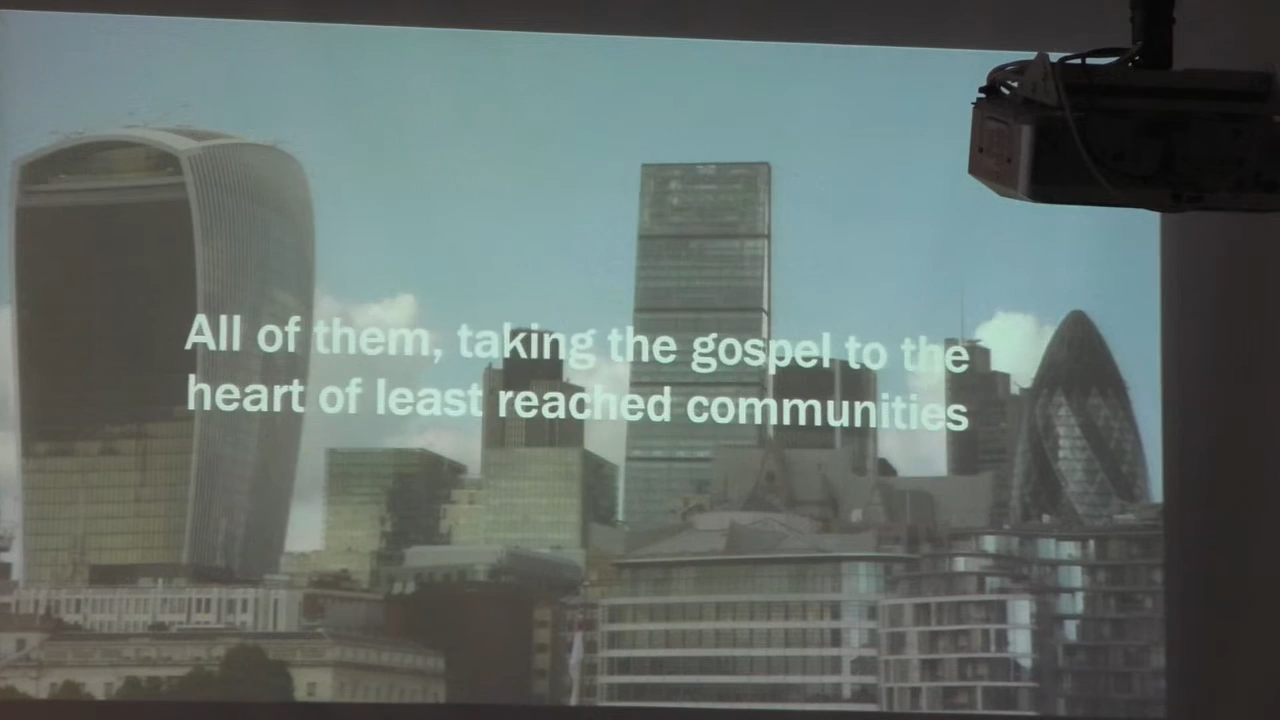 All of them, taking the gospel to the
heart of least reached communities